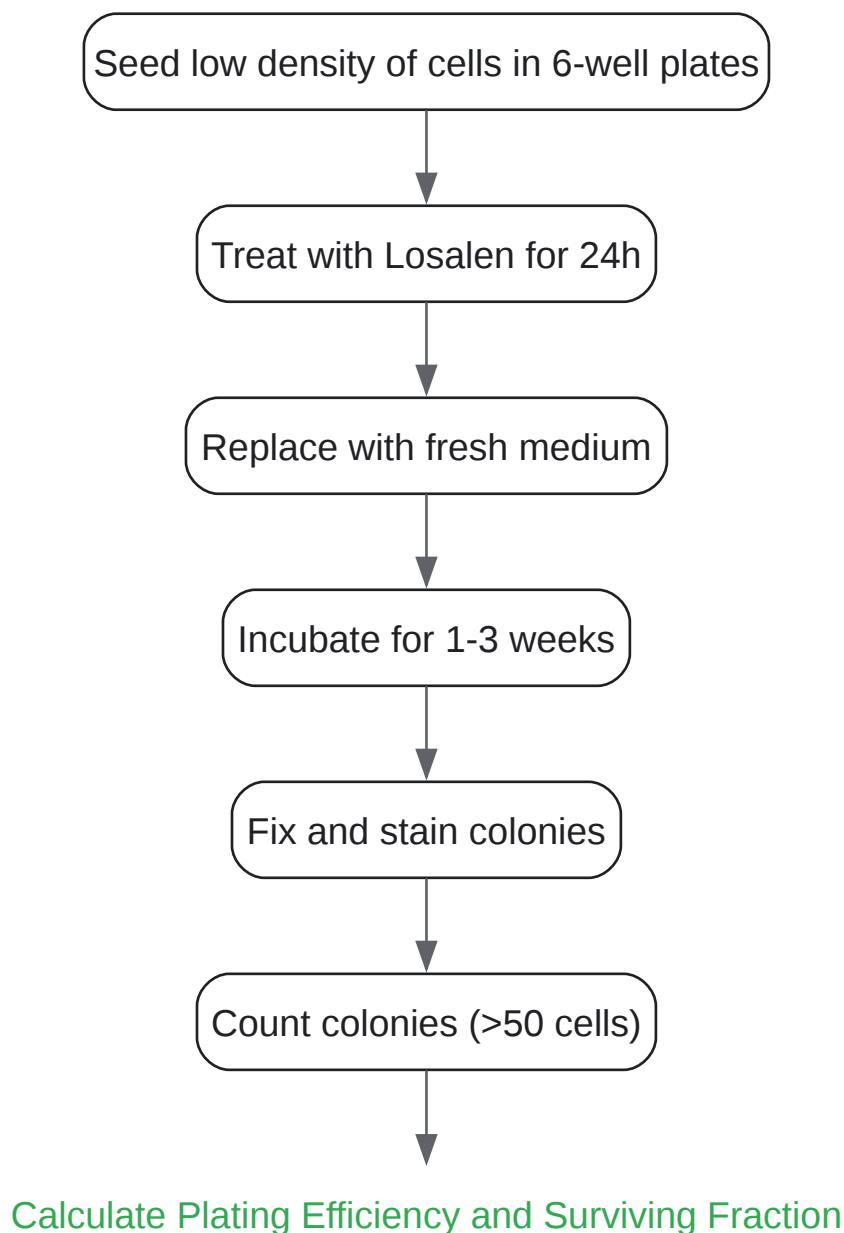 Seed low density of cells in 6-well plates
Treat with Losalen for 24h
Replace with fresh medium
Incubate for 1-3 weeks
Fix and stain colonies
Count colonies (>50 cells)
Calculate Plating Efficiency and Surviving Fraction